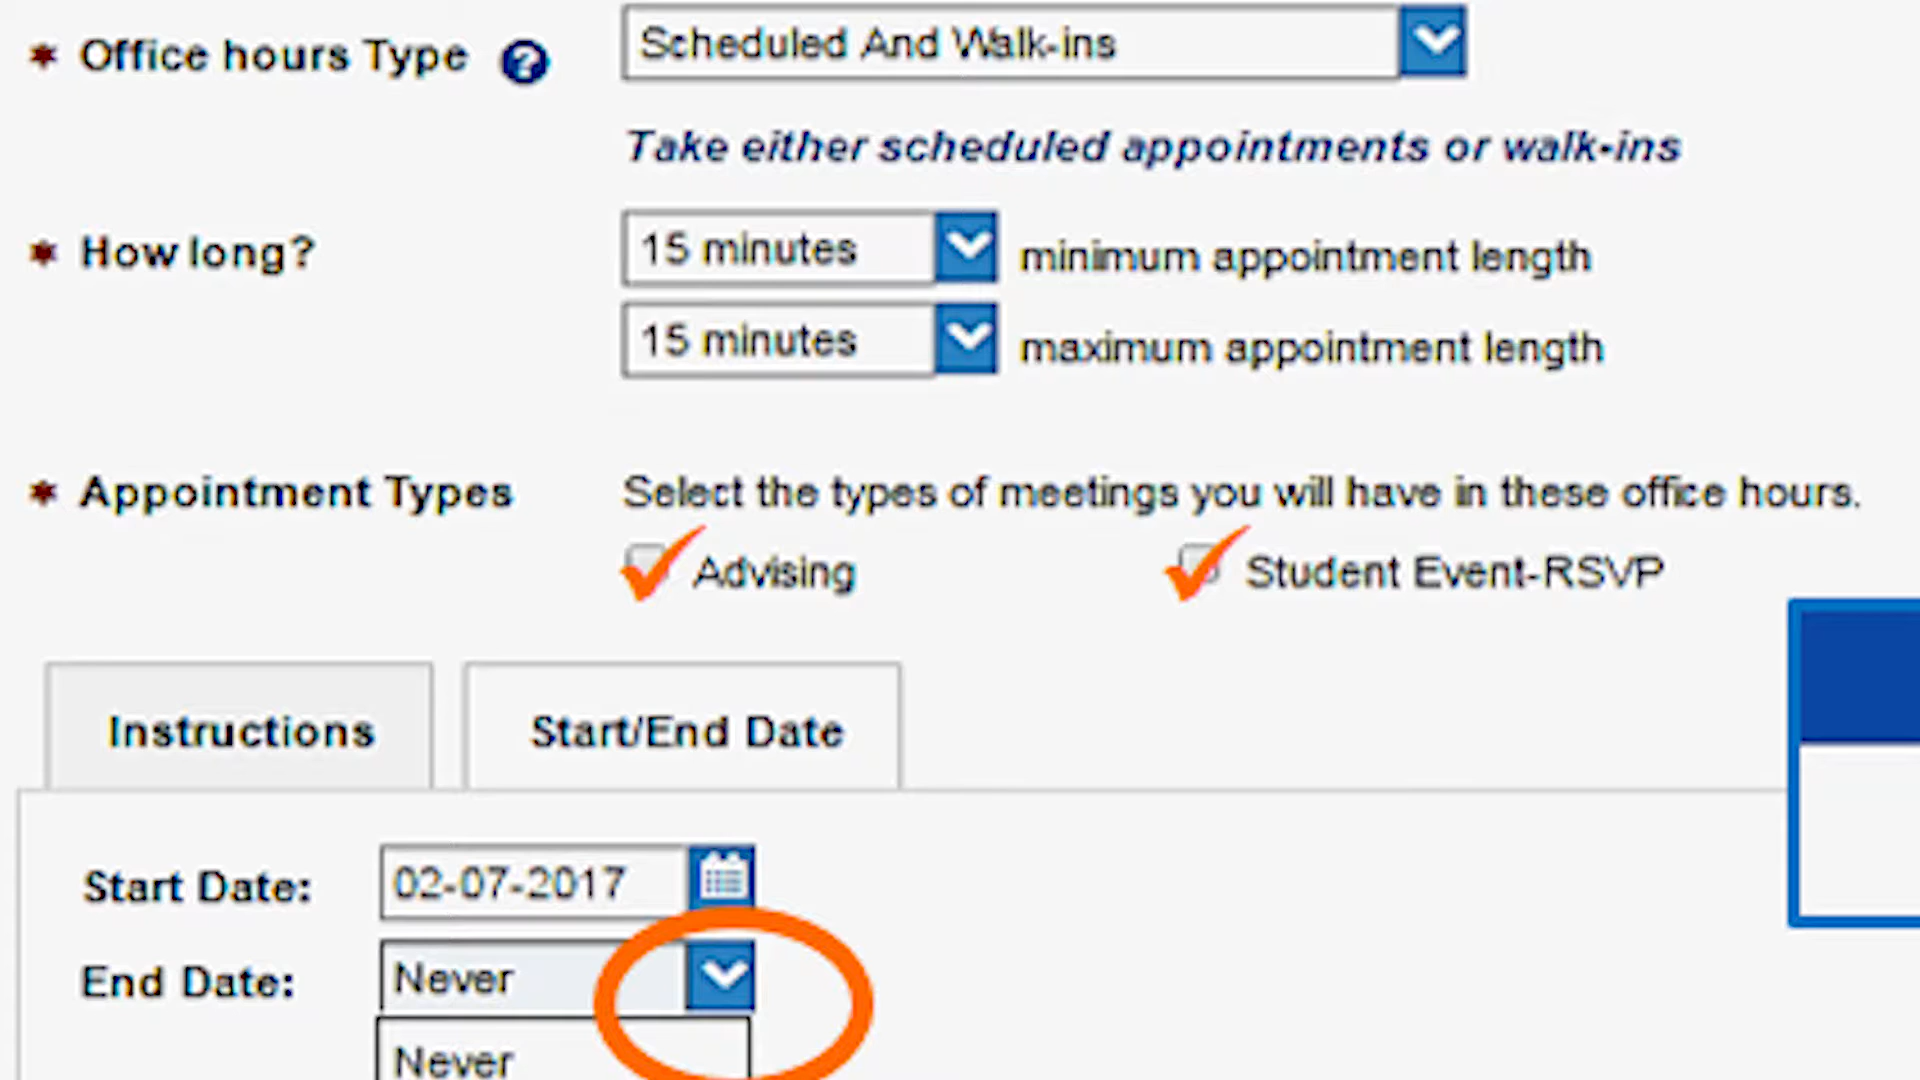 * Office hours Type ? Scheduled And Walk-ins
Take either scheduled appointments or walk-ins
* How long? 15 minutes minimum appointment length
15 minutes maximum appointment length
* Appointment Types Select the types of meetings you will have in these office hours.
Advising Student Event-RSVP
Instructions Start/End Date
Start Date: 02-07-2017
End Date: Never
Never